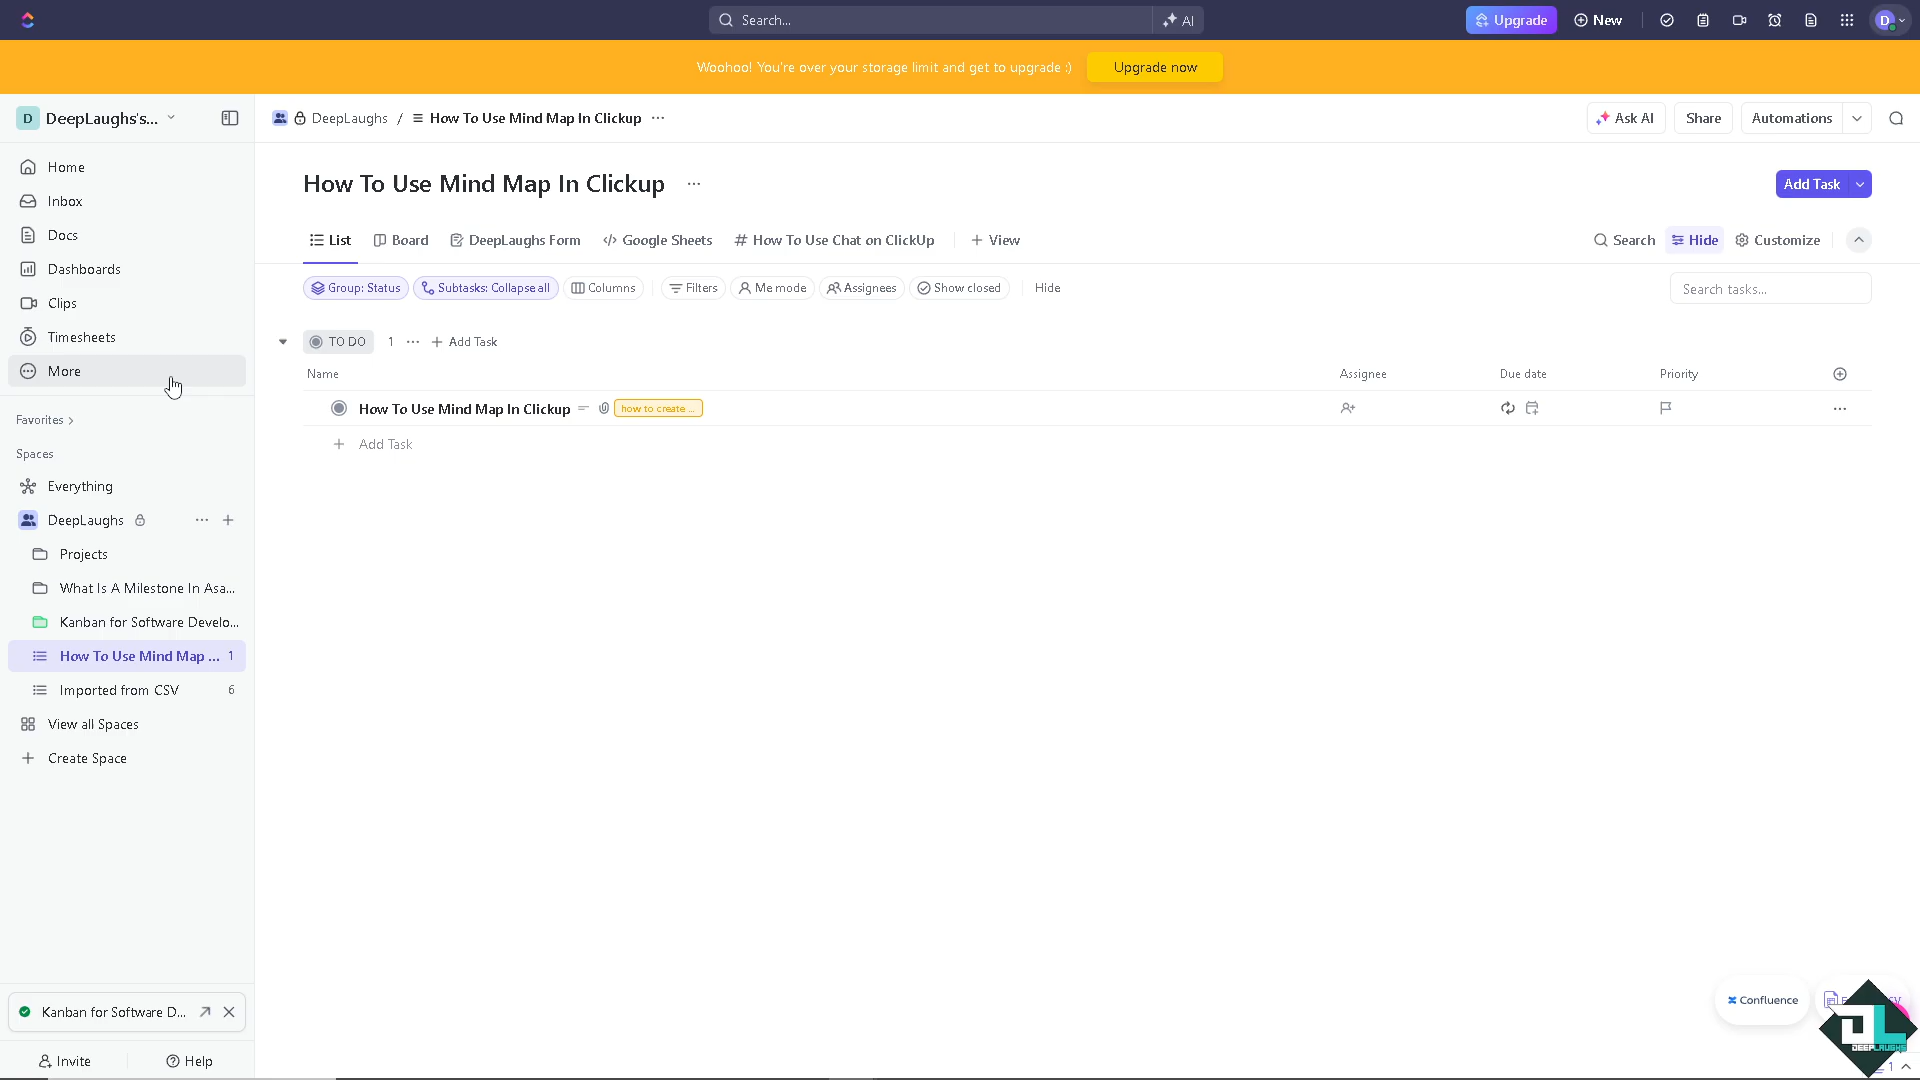 Search...
AI
Upgrade
New
D
Woohoo! You're over your storage limit and get to upgrade :)
Upgrade now
D
DeepLaughs's...
DeepLaughs / How To Use Mind Map In Clickup
Ask AI
Share
Automations
Home
Inbox
Docs
Dashboards
Clips
Timesheets
More
Favorites
Spaces
Everything
DeepLaughs
Projects
What Is A Milestone In Asa...
Kanban for Software Develo...
How To Use Mind Map ... 1
Imported from CSV 6
View all Spaces
Create Space
Kanban for Software D...
Invite
Help
How To Use Mind Map In Clickup
Add Task
List
Board
DeepLaughs Form
Google Sheets
How To Use Chat on ClickUp
View
Search
Hide
Customize
Group: Status
Subtasks: Collapse all
Columns
Filters
Me mode
Assignees
Show closed
Hide
Search tasks...
TO DO
1
Add Task
Name
Assignee
Due date
Priority
How To Use Mind Map In Clickup
how to create ...
Add Task
Confluence
DEEPLAUGHS
1